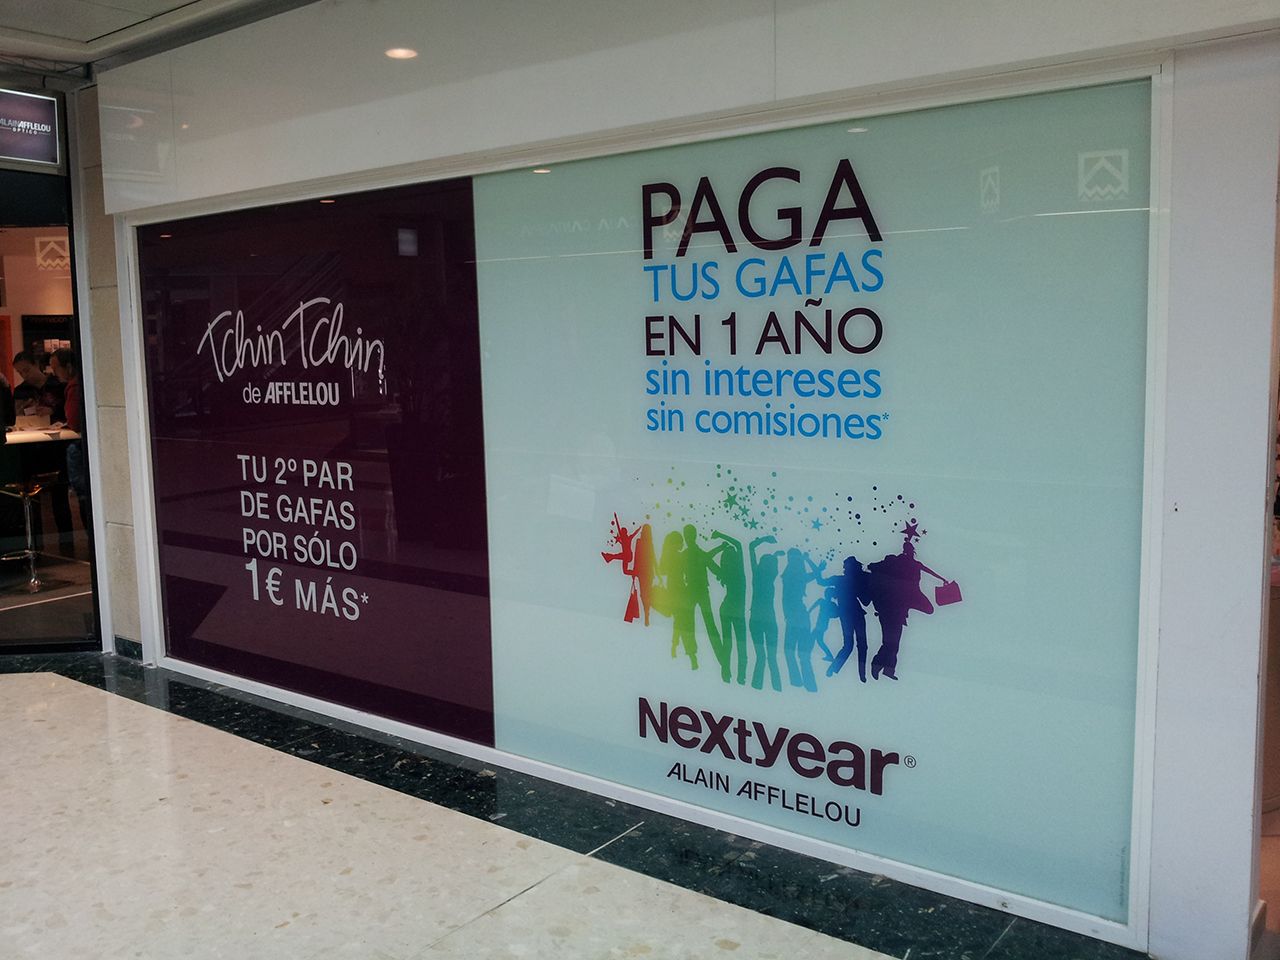 ALAIN AFFLELOU
OPTICO
Tchin Tchin
de AFFLELOU
TU 2º PAR
DE GAFAS
POR SÓLO
1€ MÁS*
PAGA
TUS GAFAS
EN 1 AÑO
sin intereses
sin comisiones*
Nextyear®
ALAIN AFFLELOU